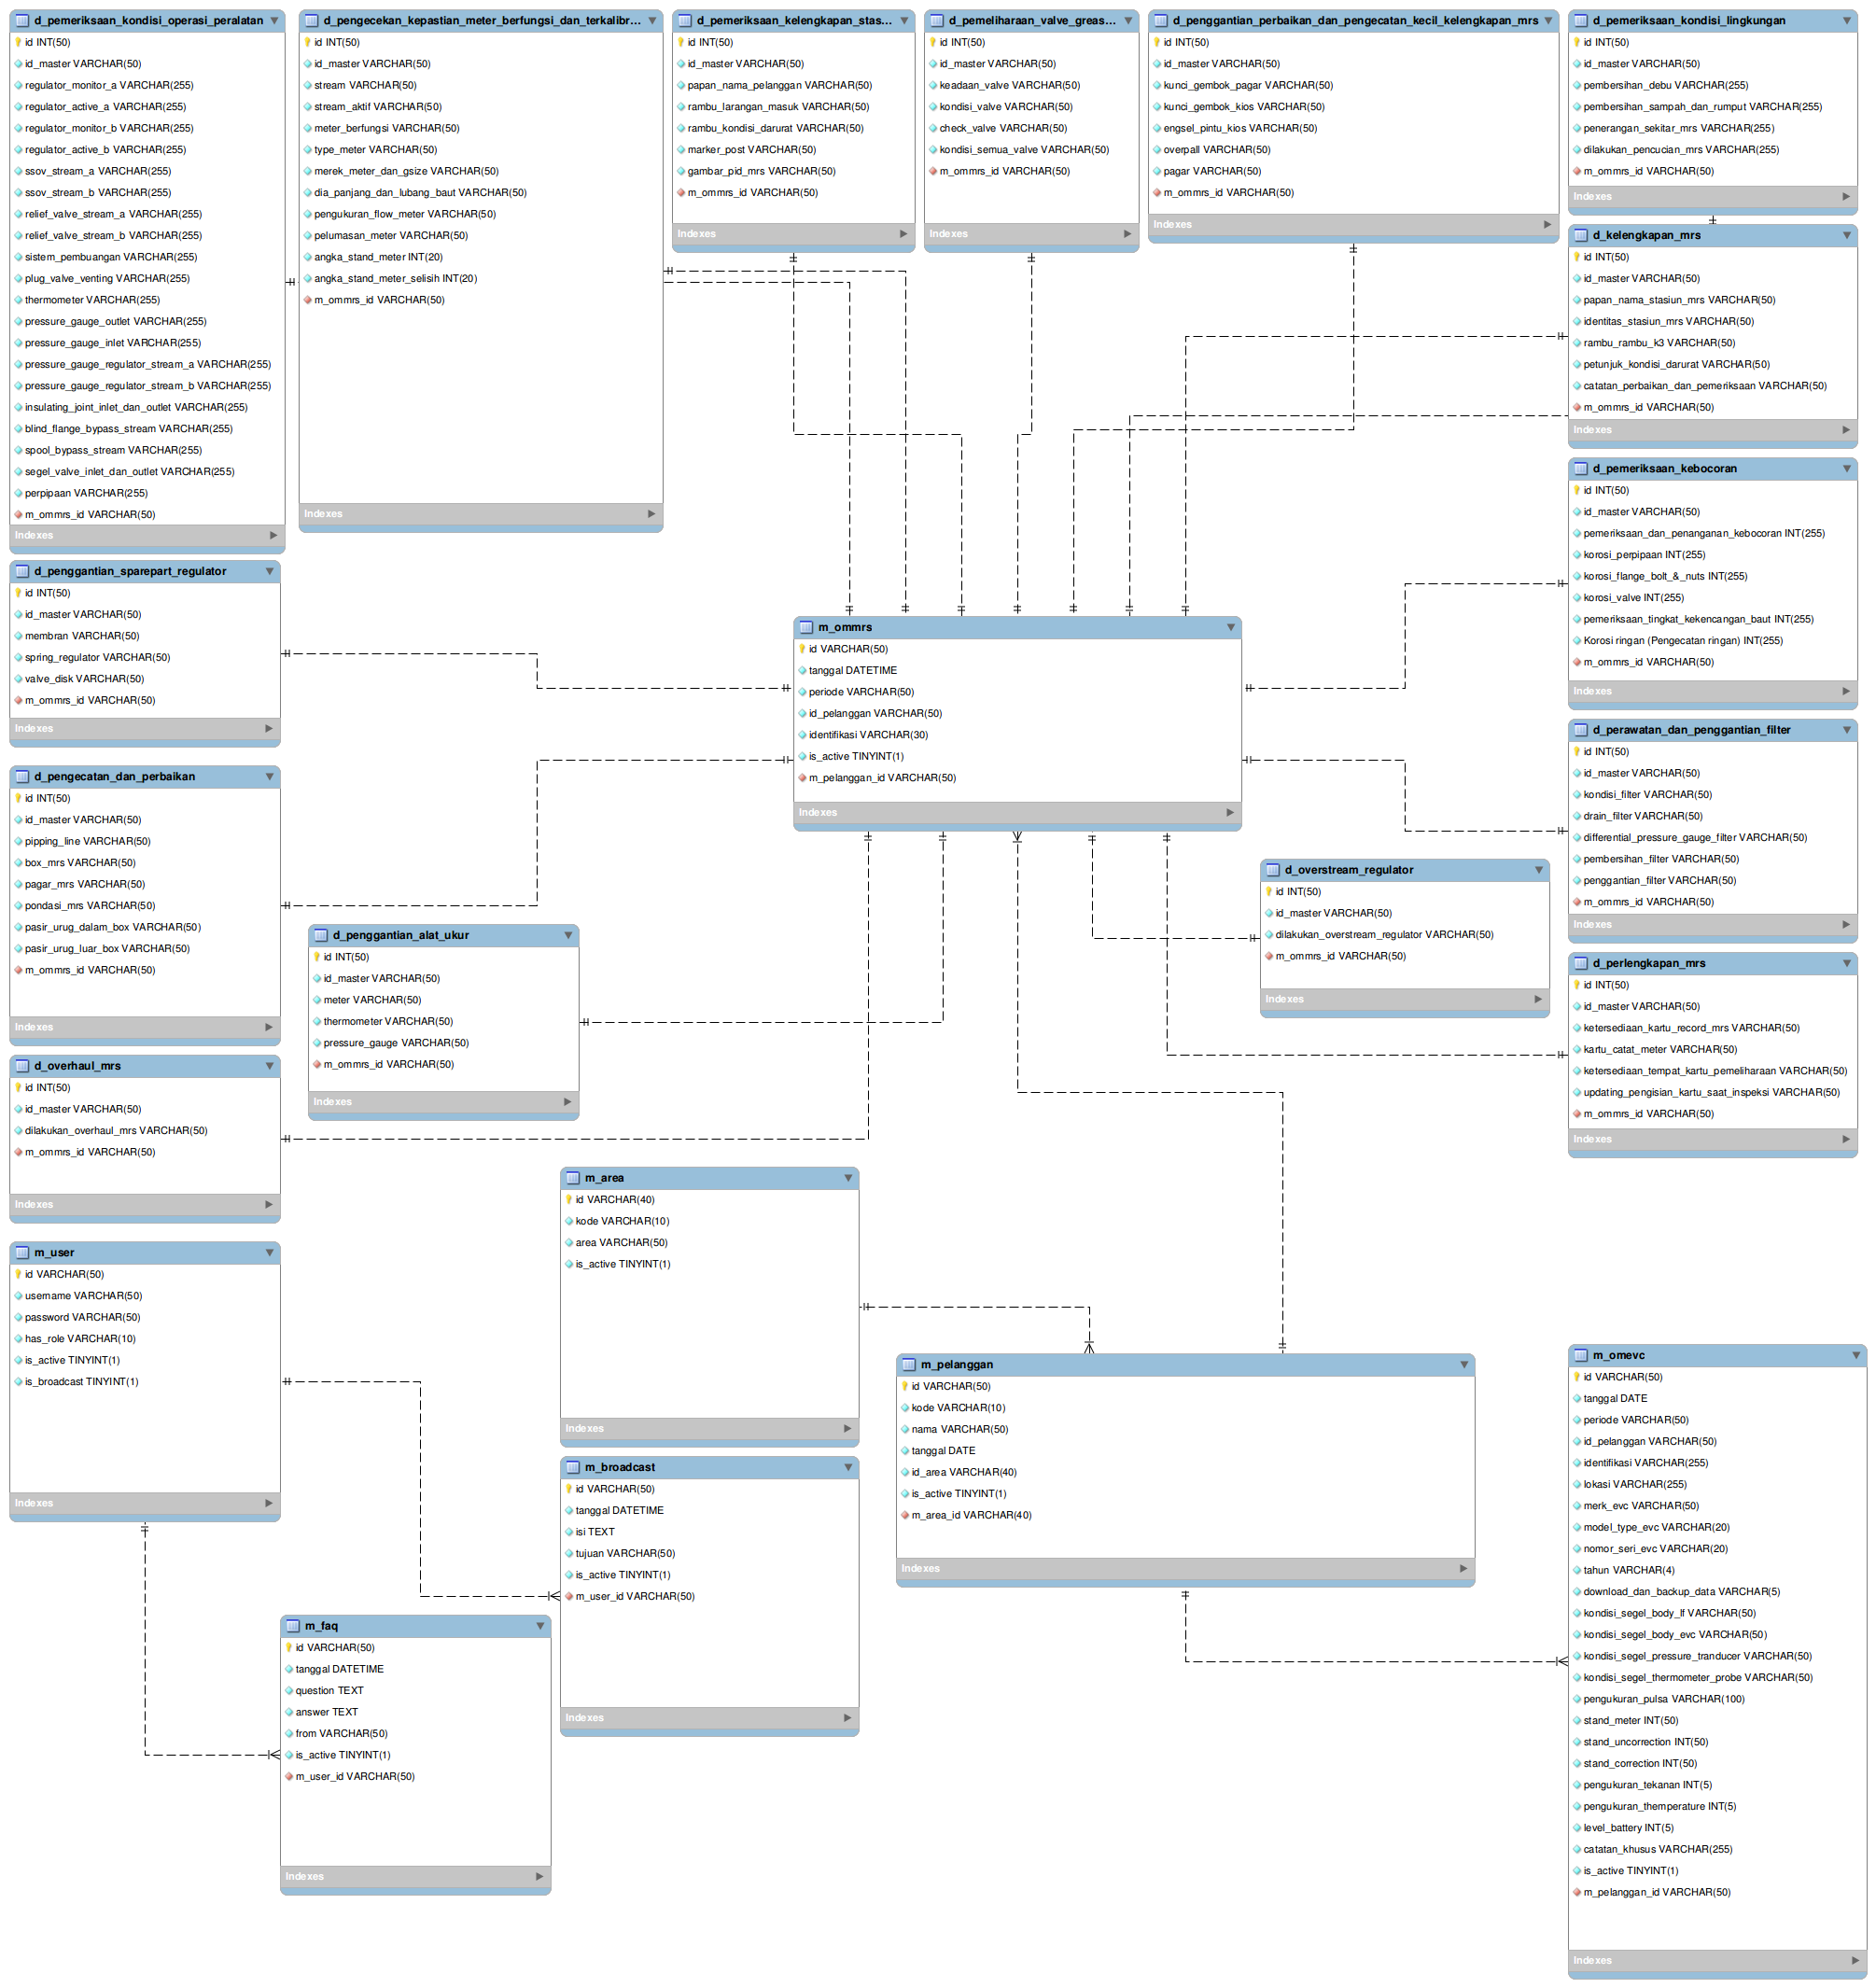 d_pemeriksaan_kondisi_operasi_peralatan
id INT(50)
id_master VARCHAR(50)
regulator_monitor_a VARCHAR(255)
regulator_active_a VARCHAR(255)
regulator_monitor_b VARCHAR(255)
regulator_active_b VARCHAR(255)
ssov_stream_a VARCHAR(255)
ssov_stream_b VARCHAR(255)
relief_valve_stream_a VARCHAR(255)
relief_valve_stream_b VARCHAR(255)
sistem_pembuangan VARCHAR(255)
plug_valve_venting VARCHAR(255)
thermometer VARCHAR(255)
pressure_gauge_outlet VARCHAR(255)
pressure_gauge_inlet VARCHAR(255)
pressure_gauge_regulator_stream_a VARCHAR(255)
pressure_gauge_regulator_stream_b VARCHAR(255)
insulating_joint_inlet_dan_outlet VARCHAR(255)
blind_flange_bypass_stream VARCHAR(255)
spool_bypass_stream VARCHAR(255)
segel_valve_inlet_dan_outlet VARCHAR(255)
perpipaan VARCHAR(255)
m_ommrs_id VARCHAR(50)
Indexes
d_pengecekan_kepastian_meter_berfungsi_dan_terkalibr...
id INT(50)
id_master VARCHAR(50)
stream VARCHAR(50)
stream_aktif VARCHAR(50)
meter_berfungsi VARCHAR(50)
type_meter VARCHAR(50)
merek_meter_dan_gsize VARCHAR(50)
dia_panjang_dan_lubang_baut VARCHAR(50)
pengukuran_flow_meter VARCHAR(50)
pelumasan_meter VARCHAR(50)
angka_stand_meter INT(20)
angka_stand_meter_selisih INT(20)
m_ommrs_id VARCHAR(50)
Indexes
d_pemeriksaan_kelengkapan_stas...
id INT(50)
id_master VARCHAR(50)
papan_nama_pelanggan VARCHAR(50)
rambu_larangan_masuk VARCHAR(50)
rambu_kondisi_darurat VARCHAR(50)
marker_post VARCHAR(50)
gambar_pid_mrs VARCHAR(50)
m_ommrs_id VARCHAR(50)
Indexes
d_pemeliharaan_valve_greas...
id INT(50)
id_master VARCHAR(50)
keadaan_valve VARCHAR(50)
kondisi_valve VARCHAR(50)
check_valve VARCHAR(50)
kondisi_semua_valve VARCHAR(50)
m_ommrs_id VARCHAR(50)
Indexes
d_penggantian_perbaikan_dan_pengecatan_kecil_kelengkapan_mrs
id INT(50)
id_master VARCHAR(50)
kunci_gembok_pagar VARCHAR(50)
kunci_gembok_kios VARCHAR(50)
engsel_pintu_kios VARCHAR(50)
overpall VARCHAR(50)
pagar VARCHAR(50)
m_ommrs_id VARCHAR(50)
Indexes
d_pemeriksaan_kondisi_lingkungan
id INT(50)
id_master VARCHAR(50)
pembersihan_debu VARCHAR(255)
pembersihan_sampah_dan_rumput VARCHAR(255)
penerangan_sekitar_mrs VARCHAR(255)
dilakukan_pencucian_mrs VARCHAR(255)
m_ommrs_id VARCHAR(50)
Indexes
d_kelengkapan_mrs
id INT(50)
id_master VARCHAR(50)
papan_nama_stasiun_mrs VARCHAR(50)
identitas_stasiun_mrs VARCHAR(50)
rambu_rambu_k3 VARCHAR(50)
petunjuk_kondisi_darurat VARCHAR(50)
catatan_perbaikan_dan_pemeriksaan VARCHAR(50)
m_ommrs_id VARCHAR(50)
Indexes
d_pemeriksaan_kebocoran
id INT(50)
id_master VARCHAR(50)
pemeriksaan_dan_penanganan_kebocoran INT(255)
korosi_perpipaan INT(255)
korosi_flange_bolt_&_nuts INT(255)
korosi_valve INT(255)
pemeriksaan_tingkat_kekencangan_baut INT(255)
Korosi ringan (Pengecatan ringan) INT(255)
m_ommrs_id VARCHAR(50)
Indexes
d_penggantian_sparepart_regulator
id INT(50)
id_master VARCHAR(50)
membran VARCHAR(50)
spring_regulator VARCHAR(50)
valve_disk VARCHAR(50)
m_ommrs_id VARCHAR(50)
Indexes
m_ommrs
id VARCHAR(50)
tanggal DATETIME
periode VARCHAR(50)
id_pelanggan VARCHAR(50)
identifikasi VARCHAR(30)
is_active TINYINT(1)
m_pelanggan_id VARCHAR(50)
Indexes
d_perawatan_dan_penggantian_filter
id INT(50)
id_master VARCHAR(50)
kondisi_filter VARCHAR(50)
drain_filter VARCHAR(50)
differential_pressure_gauge_filter VARCHAR(50)
pembersihan_filter VARCHAR(50)
penggantian_filter VARCHAR(50)
m_ommrs_id VARCHAR(50)
Indexes
d_pengecatan_dan_perbaikan
id INT(50)
id_master VARCHAR(50)
pipping_line VARCHAR(50)
box_mrs VARCHAR(50)
pagar_mrs VARCHAR(50)
pondasi_mrs VARCHAR(50)
pasir_urug_dalam_box VARCHAR(50)
pasir_urug_luar_box VARCHAR(50)
m_ommrs_id VARCHAR(50)
Indexes
d_overstream_regulator
id INT(50)
id_master VARCHAR(50)
dilakukan_overstream_regulator VARCHAR(50)
m_ommrs_id VARCHAR(50)
Indexes
d_penggantian_alat_ukur
id INT(50)
id_master VARCHAR(50)
meter VARCHAR(50)
thermometer VARCHAR(50)
pressure_gauge VARCHAR(50)
m_ommrs_id VARCHAR(50)
Indexes
d_perlengkapan_mrs
id INT(50)
id_master VARCHAR(50)
ketersediaan_kartu_record_mrs VARCHAR(50)
kartu_catat_meter VARCHAR(50)
ketersediaan_tempat_kartu_pemeliharaan VARCHAR(50)
updating_pengisian_kartu_saat_inspeksi VARCHAR(50)
m_ommrs_id VARCHAR(50)
Indexes
d_overhaul_mrs
id INT(50)
id_master VARCHAR(50)
dilakukan_overhaul_mrs VARCHAR(50)
m_ommrs_id VARCHAR(50)
Indexes
m_area
id VARCHAR(40)
kode VARCHAR(10)
area VARCHAR(50)
is_active TINYINT(1)
Indexes
m_user
id VARCHAR(50)
username VARCHAR(50)
password VARCHAR(50)
has_role VARCHAR(10)
is_active TINYINT(1)
is_broadcast TINYINT(1)
Indexes
m_pelanggan
id VARCHAR(50)
kode VARCHAR(10)
nama VARCHAR(50)
tanggal DATE
id_area VARCHAR(40)
is_active TINYINT(1)
m_area_id VARCHAR(40)
Indexes
m_omevc
id VARCHAR(50)
tanggal DATE
periode VARCHAR(50)
id_pelanggan VARCHAR(50)
identifikasi VARCHAR(255)
lokasi VARCHAR(255)
merk_evc VARCHAR(50)
model_type_evc VARCHAR(20)
nomor_seri_evc VARCHAR(20)
tahun VARCHAR(4)
download_dan_backup_data VARCHAR(5)
kondisi_segel_body_lf VARCHAR(50)
kondisi_segel_body_evc VARCHAR(50)
kondisi_segel_pressure_tranducer VARCHAR(50)
kondisi_segel_thermometer_probe VARCHAR(50)
pengukuran_pulsa VARCHAR(100)
stand_meter INT(50)
stand_uncorrection INT(50)
stand_correction INT(50)
pengukuran_tekanan INT(5)
pengukuran_themperature INT(5)
level_battery INT(5)
catatan_khusus VARCHAR(255)
is_active TINYINT(1)
m_pelanggan_id VARCHAR(50)
Indexes
m_broadcast
id VARCHAR(50)
tanggal DATETIME
isi TEXT
tujuan VARCHAR(50)
is_active TINYINT(1)
m_user_id VARCHAR(50)
Indexes
m_faq
id VARCHAR(50)
tanggal DATETIME
question TEXT
answer TEXT
from VARCHAR(50)
is_active TINYINT(1)
m_user_id VARCHAR(50)
Indexes